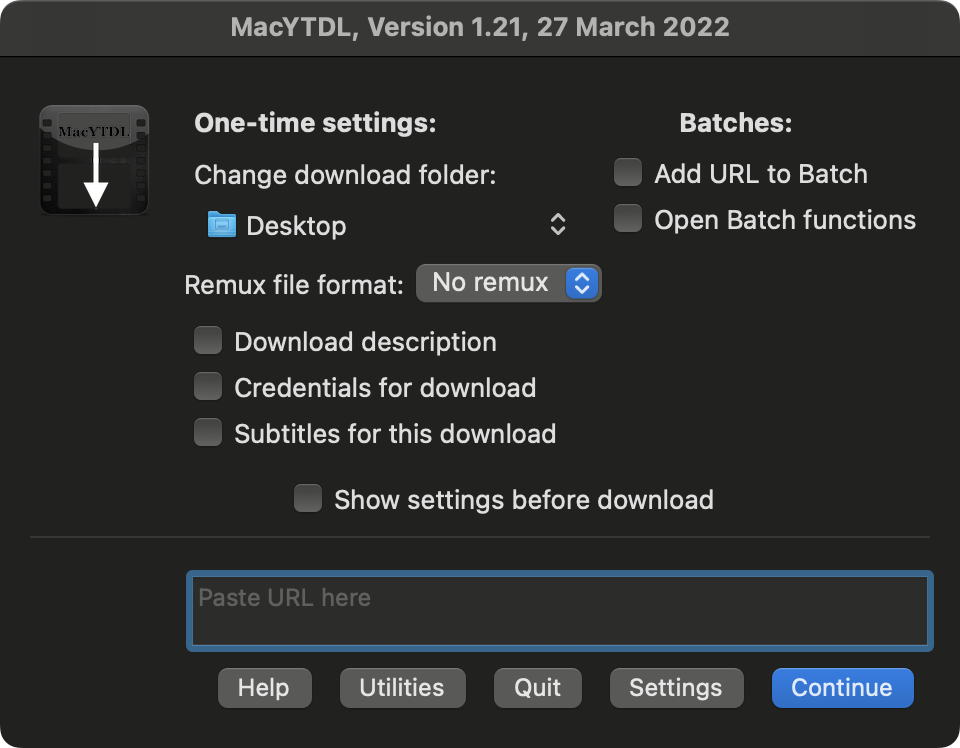 MacYTDL, Version 1.21, 27 March 2022
MacYTDL
One-time settings:
Batches:
Change download folder:
Add URL to Batch
Desktop
Open Batch functions
Remux file format:
No remux
Download description
Credentials for download
Subtitles for this download
Show settings before download
Paste URL here
Help
Utilities
Quit
Settings
Continue